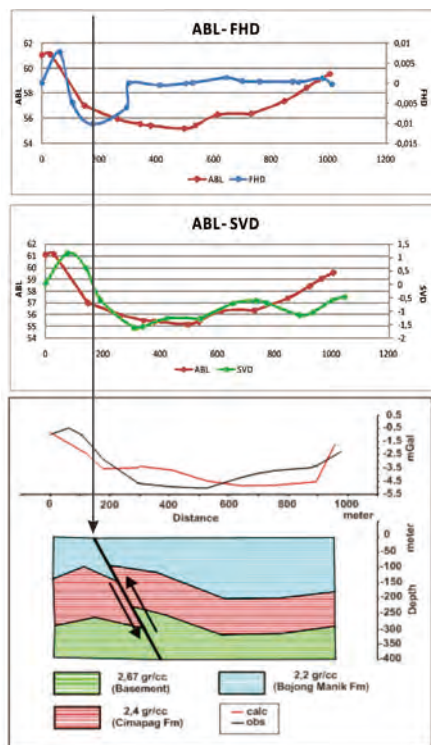 ABL- FHD
ABL
62
60
58
56
54
0,01
0,005
0
-0,005
-0,01
-0,015
FHD
0
200
400
600
800
1000
1200
ABL
FHD
ABL- SVD
ABL
62
61
60
59
58
57
56
55
54
1,5
1
0,5
0
-0,5
-1
-1,5
-2
SVD
0
200
400
600
800
1000
1200
ABL
SVD
0.5
-0.5
-1.5
-2.5
-3.5
-4.5
-5.5
mGal
0
200
400
600
800
1000
Distance
meter
meter
Depth
0
-50
-100
-150
-200
-250
-300
-350
-400
2,67 gr/cc
(Basement)
2,2 gr/cc
(Bojong Manik Fm)
2,4 gr/cc
(Cimapag Fm)
calc
obs